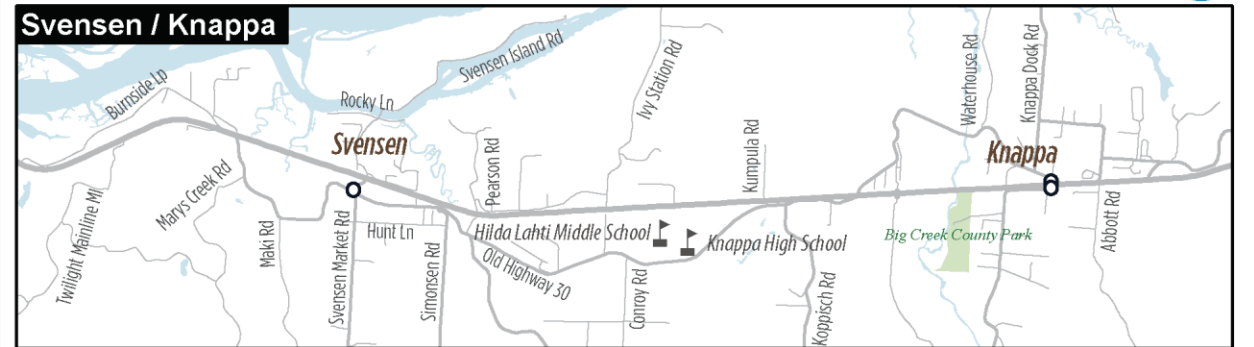 Svensen / Knappa
Burnside Lp
Rocky Ln
Svensen Island Rd
Ivy Station Rd
Waterhouse Rd
Knappa Dock Rd
Svensen
Knappa
Twilight Mainline Ml
Marys Creek Rd
Maki Rd
Svensen Market Rd
Hunt Ln
Simonsen Rd
Pearson Rd
Kumpula Rd
Hilda Lahti Middle School
Knappa High School
Old Highway 30
Conroy Rd
Koppisch Rd
Big Creek County Park
Abbott Rd